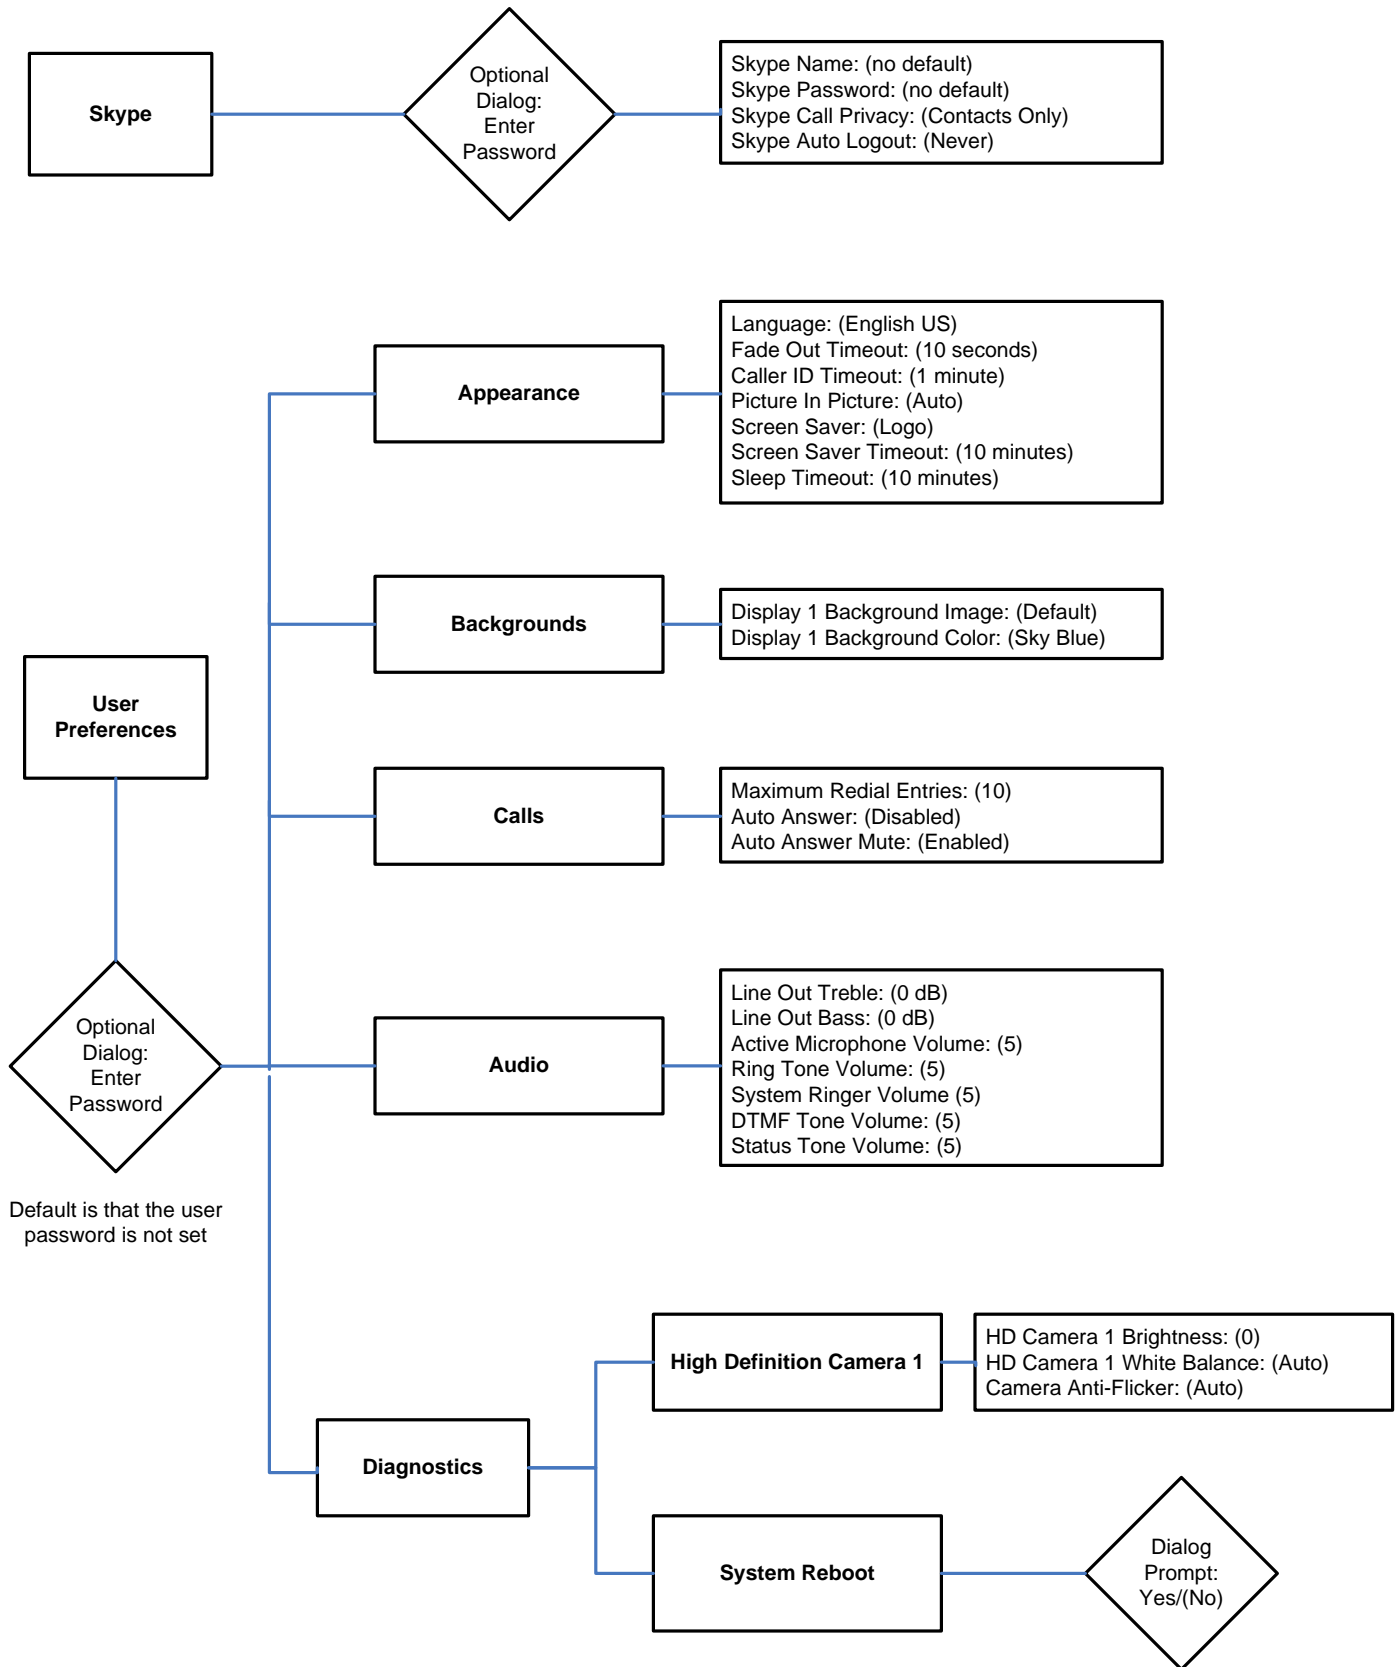 Skype
Optional
Dialog:
Enter
Password
Skype Name: (no default)
Skype Password: (no default)
Skype Call Privacy: (Contacts Only)
Skype Auto Logout: (Never)
User
Preferences
Optional
Dialog:
Enter
Password
Default is that the user
password is not set
Appearance
Language: (English US)
Fade Out Timeout: (10 seconds)
Caller ID Timeout: (1 minute)
Picture In Picture: (Auto)
Screen Saver: (Logo)
Screen Saver Timeout: (10 minutes)
Sleep Timeout: (10 minutes)
Backgrounds
Display 1 Background Image: (Default)
Display 1 Background Color: (Sky Blue)
Calls
Maximum Redial Entries: (10)
Auto Answer: (Disabled)
Auto Answer Mute: (Enabled)
Audio
Line Out Treble: (0 dB)
Line Out Bass: (0 dB)
Active Microphone Volume: (5)
Ring Tone Volume: (5)
System Ringer Volume (5)
DTMF Tone Volume: (5)
Status Tone Volume: (5)
Diagnostics
High Definition Camera 1
HD Camera 1 Brightness: (0)
HD Camera 1 White Balance: (Auto)
Camera Anti-Flicker: (Auto)
System Reboot
Dialog
Prompt:
Yes/(No)